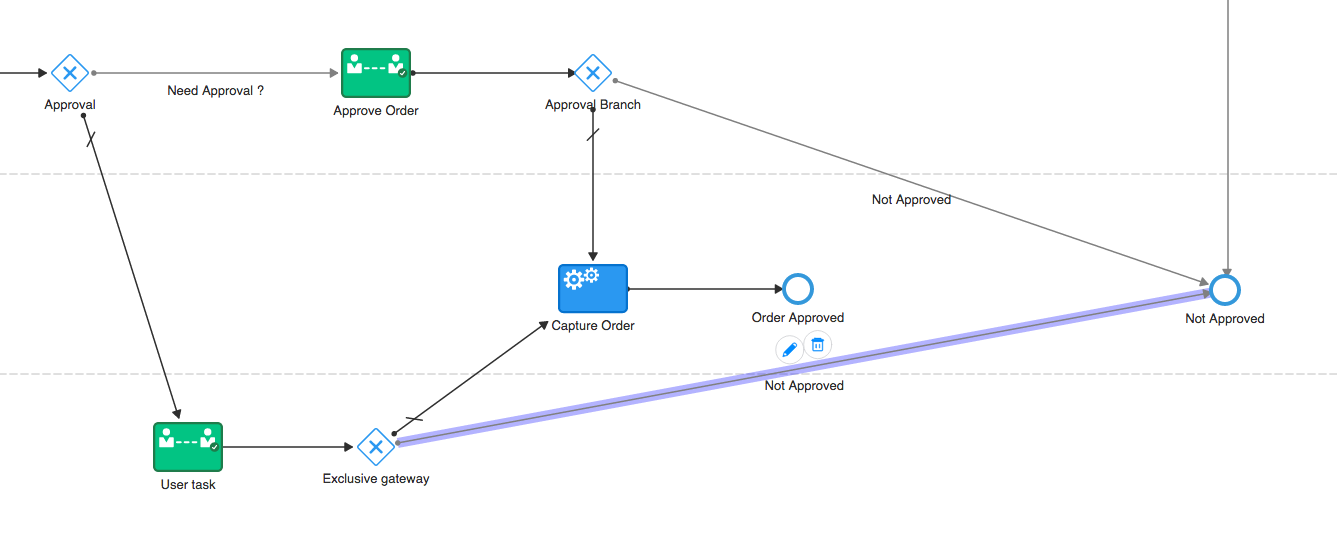 Approval
Need Approval ?
Approve Order
Approval Branch
Not Approved
Capture Order
Order Approved
Not Approved
Not Approved
User task
Exclusive gateway